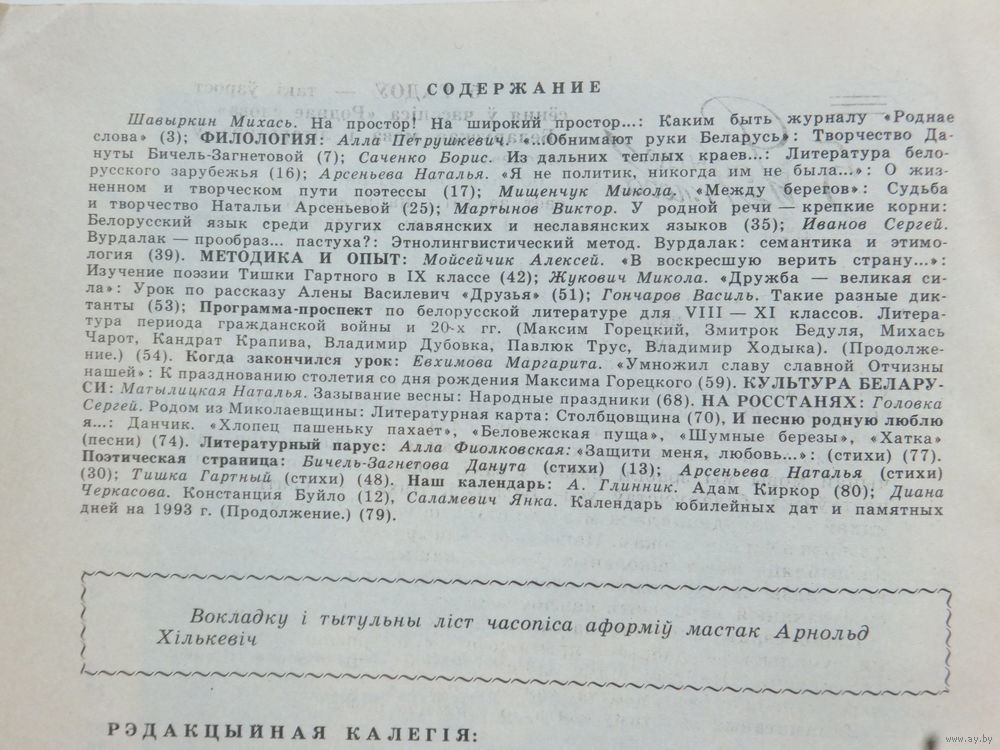 СОДЕРЖАНИЕ
Шавыркин Михась. На простор! На широкий простор...: Каким быть журналу «Роднае
слова» (3); ФИЛОЛОГИЯ: Алла Петрушкевич. «...Обнимают руки Беларусь»: Творчество Да-
нуты Бичель-Загнетовой (7); Саченко Борис. Из дальних теплых краев...: Литература бело-
русского зарубежья (16); Арсеньева Наталья. «Я не политик, никогда им не была...»: О жиз-
ненном и творческом пути поэтессы (17); Мищенчук Микола. «Между берегов»: Судьба
и творчество Натальи Арсеньевой (25); Мартынов Виктор. У родной речи — крепкие корни:
Белорусский язык среди других славянских и неславянских языков (35); Иванов Сергей.
Вурдалак — прообраз... пастуха?: Этнолингвистический метод. Вурдалак: семантика и этимо-
логия (39). МЕТОДИКА И ОПЫТ: Мойсейчик Алексей. «В воскресшую верить страну...»:
Изучение поэзии Тишки Гартного в IX классе (42); Жукович Микола. «Дружба — великая си-
ла»: Урок по рассказу Алены Василевич «Друзья» (51); Гончаров Василь. Такие разные дик-
танты (53); Программа-проспект по белорусской литературе для VIII — XI классов. Литера-
тура периода гражданской войны и 20-х гг. (Максим Горецкий, Змитрок Бедуля, Михась
Чарот, Кандрат Крапива, Владимир Дубовка, Павлюк Трус, Владимир Ходыка). (Продолже-
ние.) (54). Когда закончился урок: Евхимова Маргарита. «Умножил славу славной Отчизны
нашей»: К празднованию столетия со дня рождения Максима Горецкого (59). КУЛЬТУРА БЕЛАРУ-
СИ: Матылицкая Наталья. Зазывание весны: Народные праздники (68). НА РОССТАНЯХ: Головка
Сергей. Родом из Миколаевщины: Литературная карта: Столбцовщина (70), И песню родную люблю
я...: Данчик. «Хлопец пашеньку пахает», «Беловежская пуща», «Шумные березы», «Хатка»
(песни) (74). Литературный парус: Алла Фиолковская: «Защити меня, любовь...»: (стихи) (77).
Поэтическая страница: Бичель-Загнетова Данута (стихи) (13); Арсеньева Наталья (стихи)
(30); Тишка Гартный (стихи) (48). Наш календарь: А. Глинник. Адам Киркор (80); Диана
Черкасова. Констанция Буйло (12), Саламевич Янка. Календарь юбилейных дат и памятных
дней на 1993 г. (Продолжение.) (79).
Вокладку і тытульны ліст часопіса аформіў мастак Арнольд
Хількевіч
РЭДАКЦЫЙНАЯ КАЛЕГІЯ:
www.ay.by